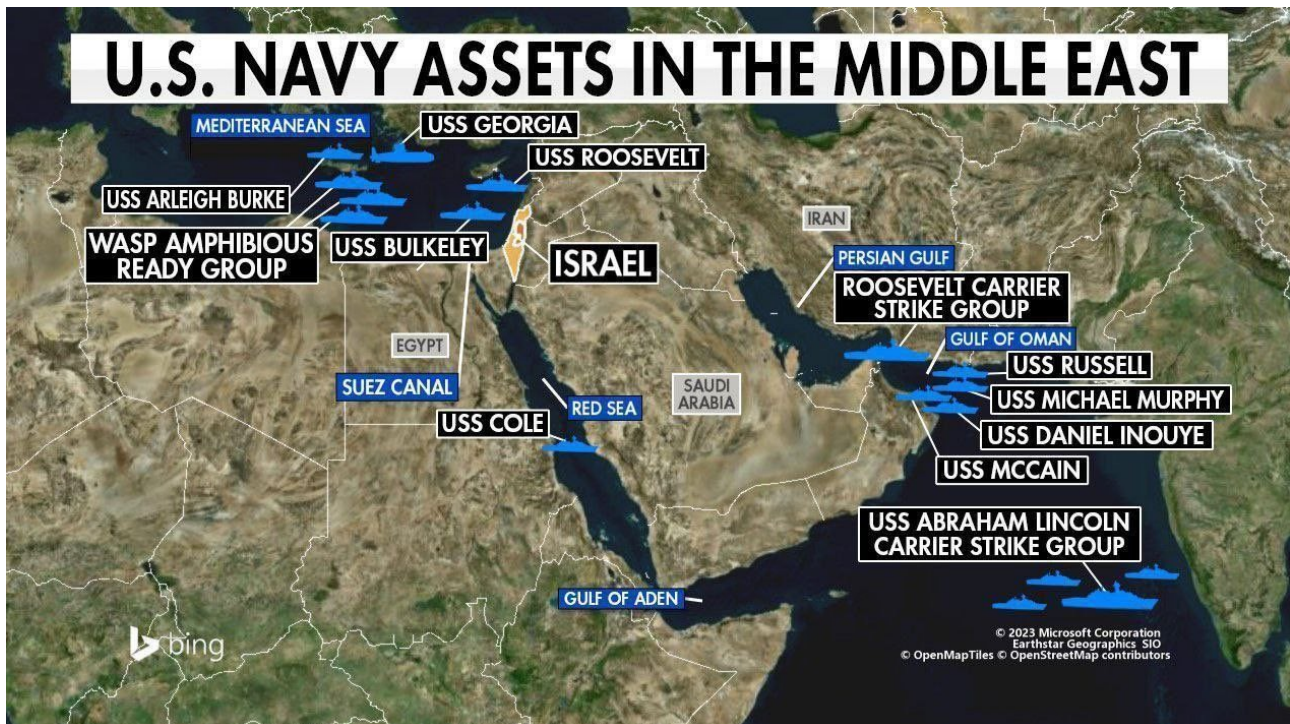 U.S. NAVY ASSETS IN THE MIDDLE EAST
MEDITERRANEAN SEA
USS GEORGIA
USS ROOSEVELT
USS ARLEIGH BURKE
WASP AMPHIBIOUS
READY GROUP
USS BULKELEY
ISRAEL
IRAN
PERSIAN GULF
ROOSEVELT CARRIER
STRIKE GROUP
GULF OF OMAN
USS RUSSELL
USS MICHAEL MURPHY
USS DANIEL INOUYE
USS MCCAIN
EGYPT
SUEZ CANAL
RED SEA
SAUDI
ARABIA
USS COLE
USS ABRAHAM LINCOLN
CARRIER STRIKE GROUP
GULF OF ADEN
bing
© 2023 Microsoft Corporation
Earthstar Geographics SIO
© OpenMapTiles © OpenStreetMap contributors